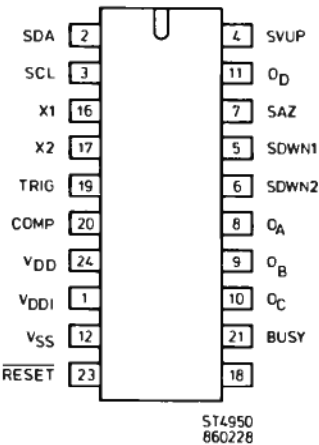 SDA 2 4 SVUP
SCL 3 11 OD
X1 16 7 SAZ
X2 17 5 SDWN1
TRIG 19 6 SDWN2
COMP 20 8 OA
VDD 24 9 OB
VDDI 1 10 OC
VSS 12 21 BUSY
RESET 23 18
ST4950
860228